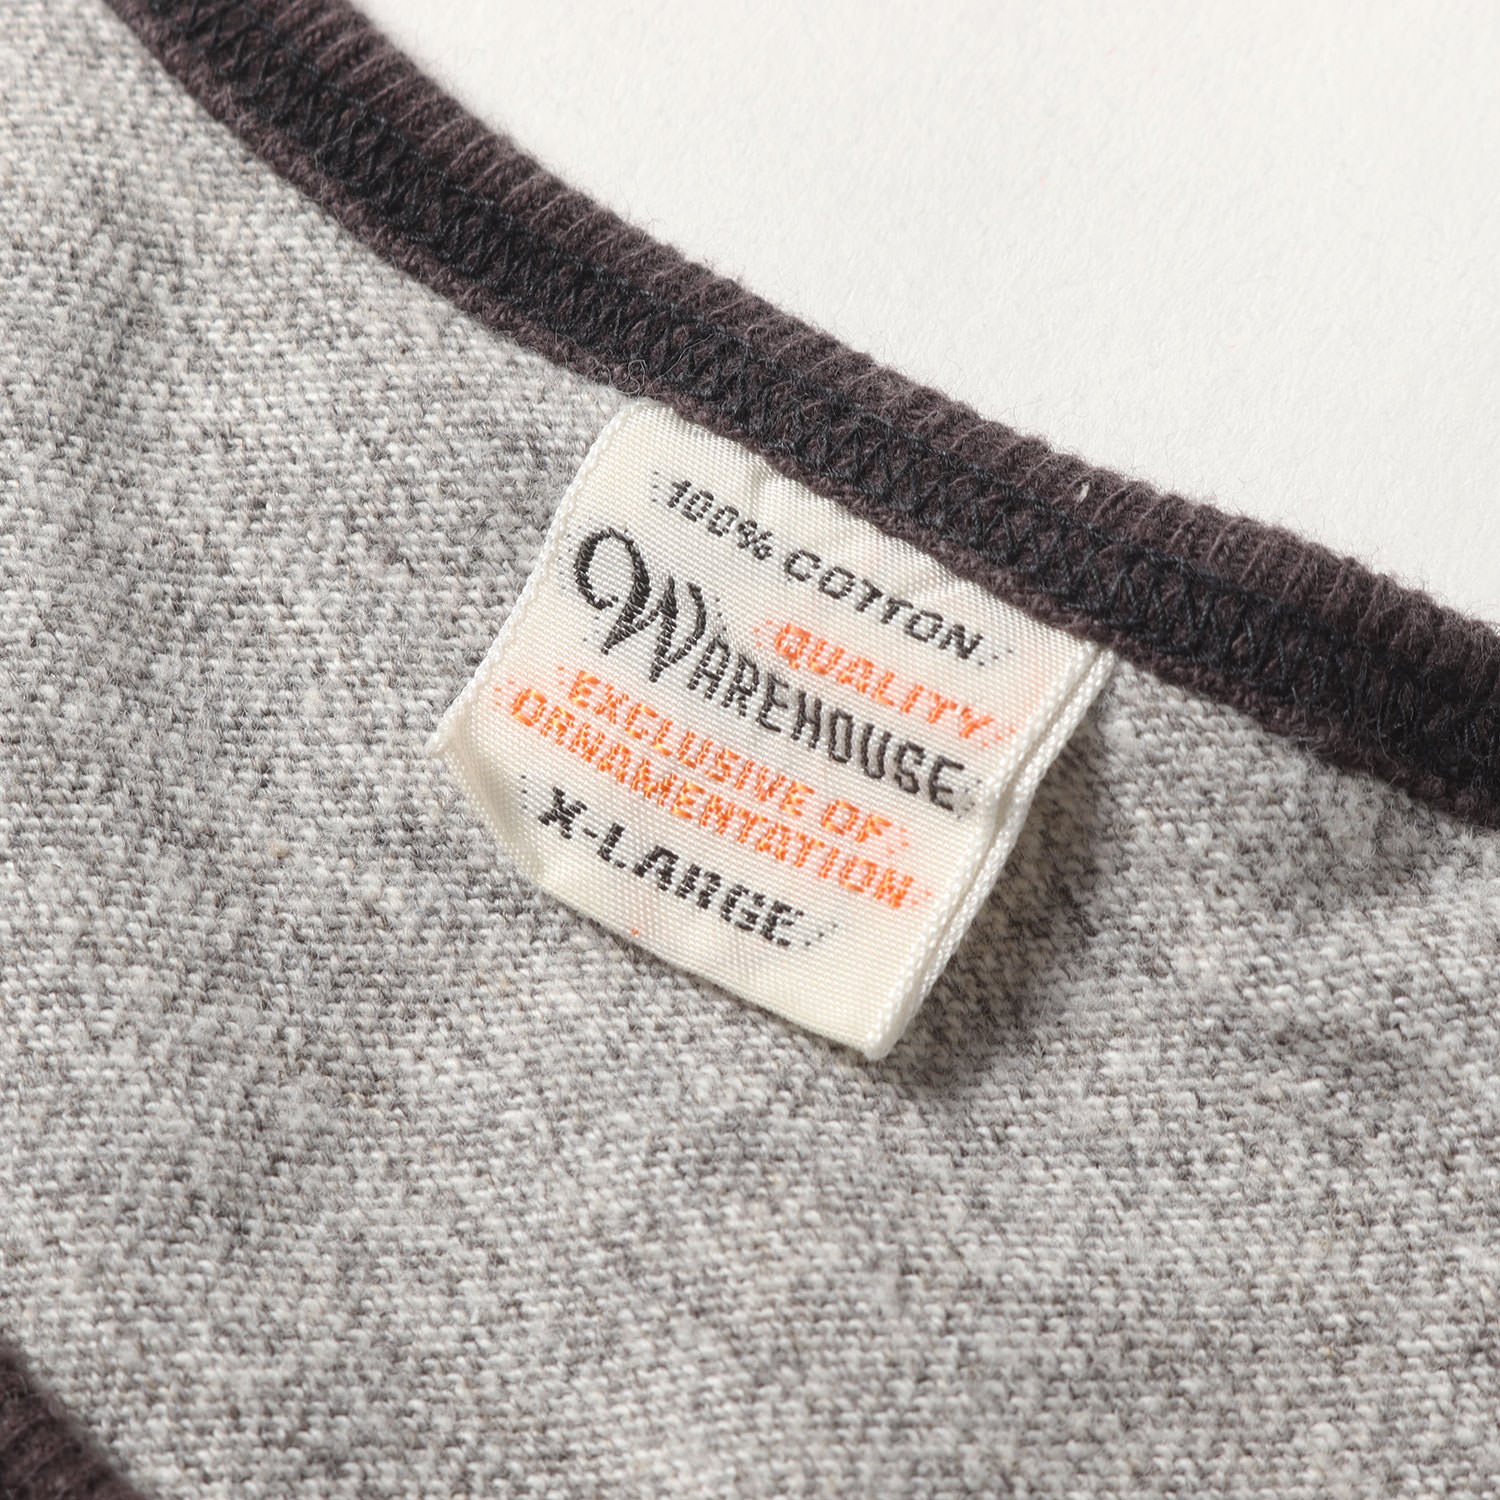 100% COTTON
QUALITY
WAREHOUSE
EXCLUSIVE OF
ORNAMENTATION
X-LARGE